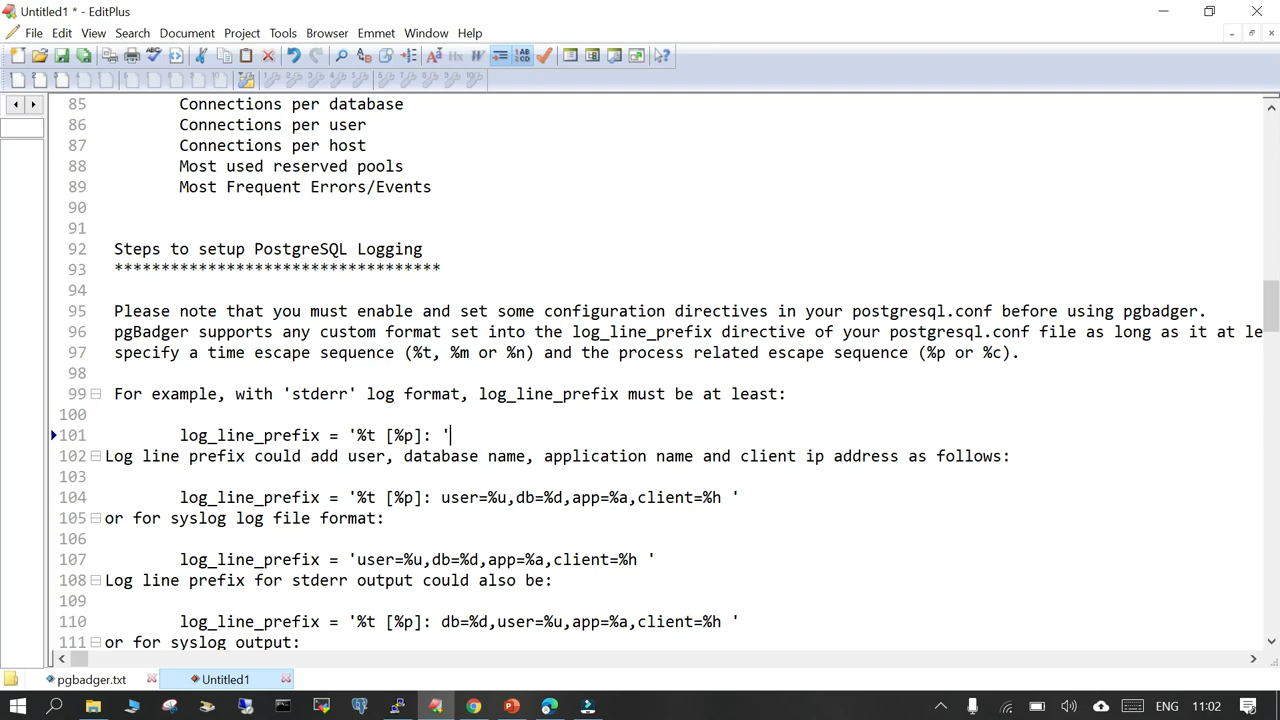 Untitled1 * - EditPlus
File Edit View Search Document Project Tools Browser Emmet Window Help
85 Connections per database
86 Connections per user
87 Connections per host
88 Most used reserved pools
89 Most Frequent Errors/Events
90
91
92 Steps to setup PostgreSQL Logging
93 ***********************************
94
95 Please note that you must enable and set some configuration directives in your postgresql.conf before using pgbadger.
96 pgBadger supports any custom format set into the log_line_prefix directive of your postgresql.conf file as long as it at le
97 specify a time escape sequence (%t, %m or %n) and the process related escape sequence (%p or %c).
98
99 For example, with 'stderr' log format, log_line_prefix must be at least:
100
101 log_line_prefix = '%t [%p]: '
102 Log line prefix could add user, database name, application name and client ip address as follows:
103
104 log_line_prefix = '%t [%p]: user=%u,db=%d,app=%a,client=%h '
105 or for syslog log file format:
106
107 log_line_prefix = 'user=%u,db=%d,app=%a,client=%h '
108 Log line prefix for stderr output could also be:
109
110 log_line_prefix = '%t [%p]: db=%d,user=%u,app=%a,client=%h '
111 or for syslog output:
pgbadger.txt Untitled1
ENG 11:02